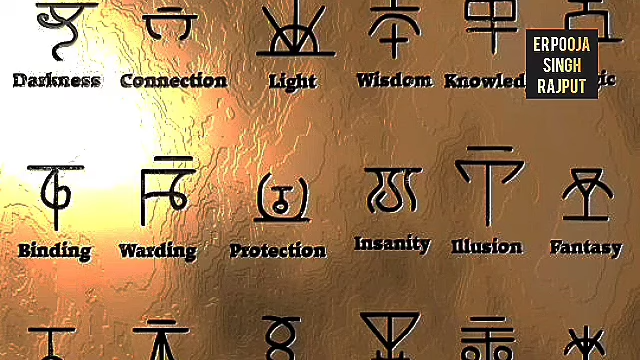 ERPOOJA
SINGH
RAJPUT
Darkness Connection Light Wisdom
Binding Warding Protection Insanity Illusion Fantasy